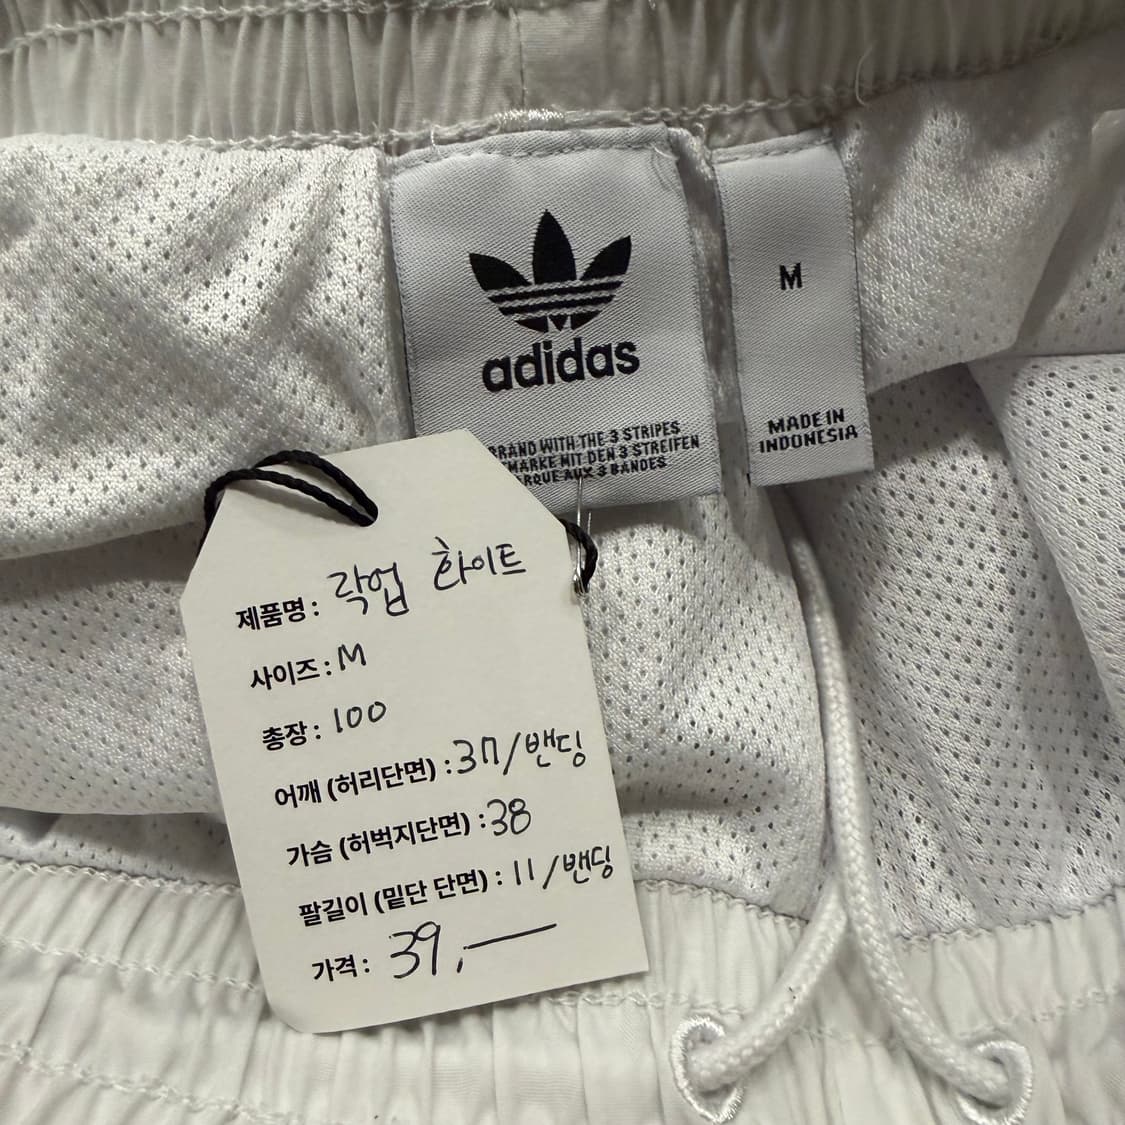 adidas
BRAND WITH THE 3 STRIPES
MARKE MIT DEN 3 STREIFEN
AUX 3 BANDES
M
MADE IN
INDONESIA
제품명 : 락업 화이트
사이즈 : M
총장 : 100
어깨 (허리단면) : 37/밴딩
가슴 (허벅지단면) : 38
팔길이 (밑단 단면) : 11/밴딩
가격 : 39,—